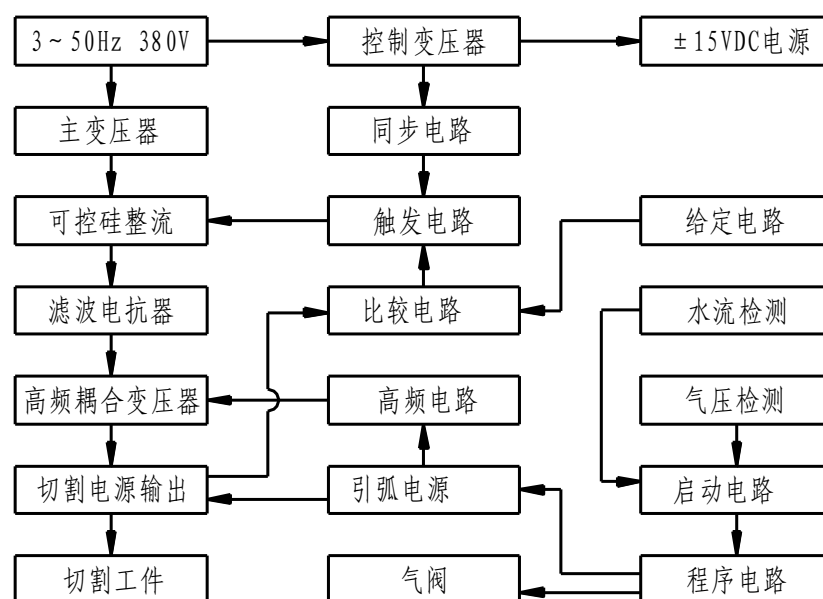 3～50Hz 380V
控制变压器
±15VDC电源
主变压器
同步电路
可控硅整流
触发电路
给定电路
滤波电抗器
比较电路
水流检测
高频耦合变压器
高频电路
气压检测
切割电源输出
引弧电源
启动电路
切割工件
气阀
程序电路